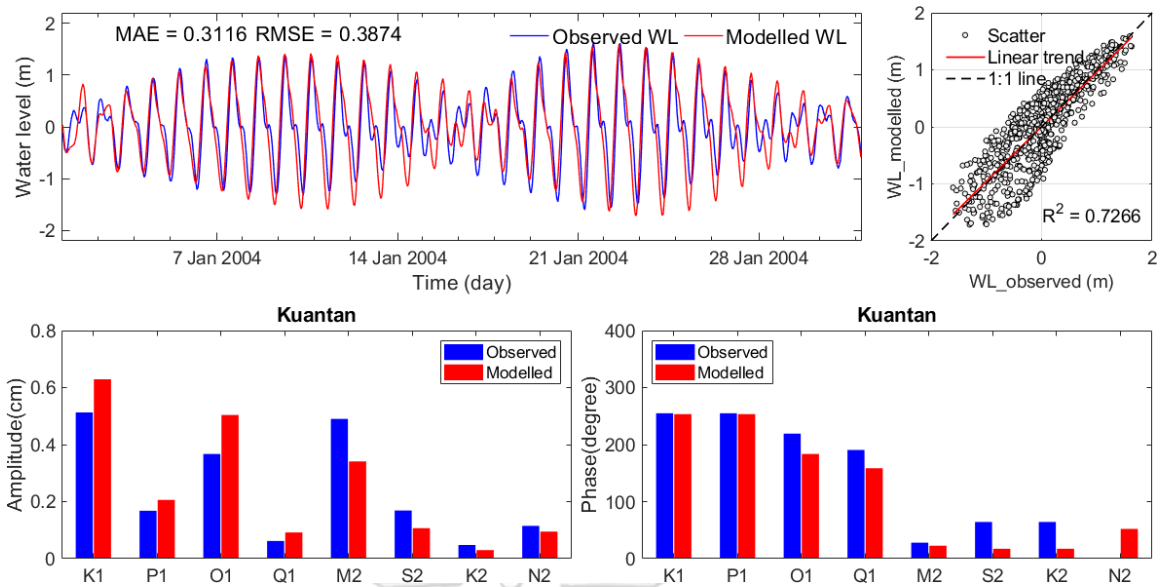 MAE = 0.3116 RMSE = 0.3874
Observed WL
Modelled WL
Water level (m)
2
1
0
-1
-2
7 Jan 2004
14 Jan 2004
21 Jan 2004
28 Jan 2004
Time (day)
Scatter
Linear trend
1:1 line
WL_modelled (m)
2
1
0
-1
-2
R² = 0.7266
-2
0
2
WL_observed (m)
Kuantan
Observed
Modelled
Amplitude(cm)
0.8
0.6
0.4
0.2
0
K1 P1 O1 Q1 M2 S2 K2 N2
Kuantan
Observed
Modelled
Phase(degree)
400
300
200
100
0
K1 P1 O1 Q1 M2 S2 K2 N2